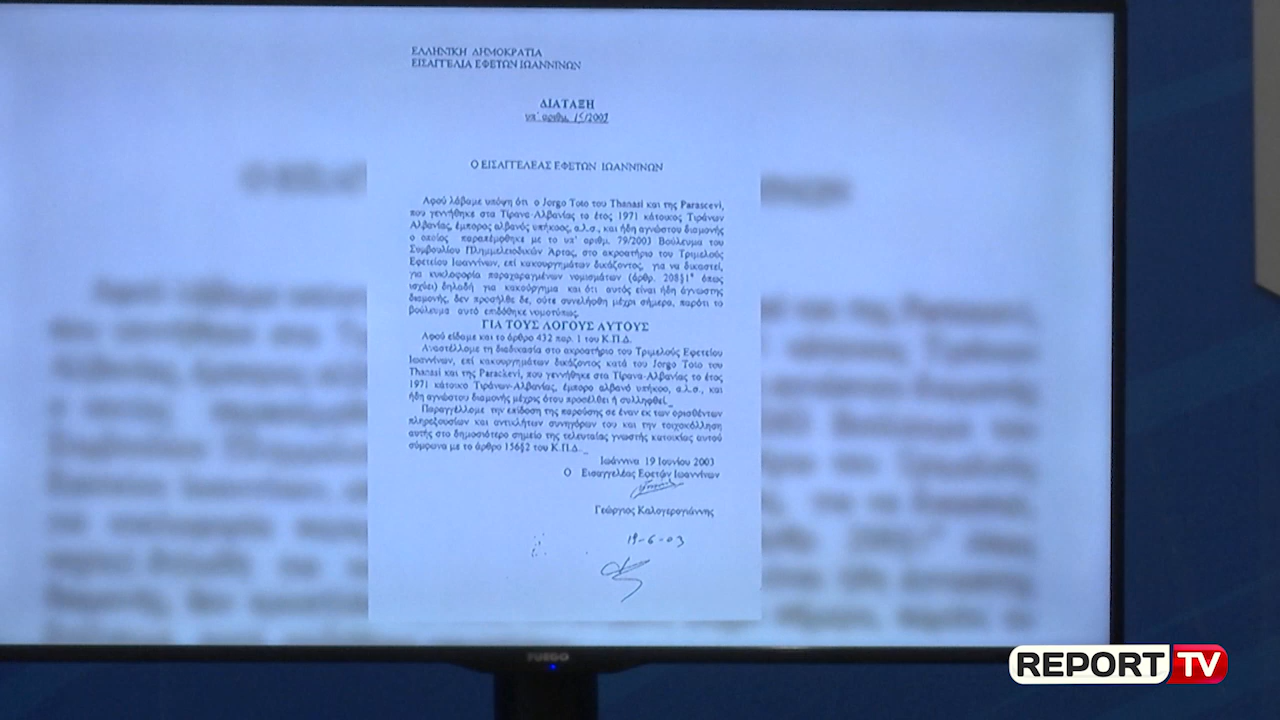 ΕΛΛΗΝΙΚΗ ΔΗΜΟΚΡΑΤΙΑ
ΕΙΣΑΓΓΕΛΙΑ ΕΦΕΤΩΝ ΙΩΑΝΝΙΝΩΝ
ΔΙΑΤΑΞΗ
υπ' αριθμ. 15/2003
Ο ΕΙΣΑΓΓΕΛΕΑΣ ΕΦΕΤΩΝ ΙΩΑΝΝΙΝΩΝ
Αφού λάβαμε υπόψη ότι ο Jorgo Toto του Thanasi και της Parascevi,
που γεννήθηκε στα Τίρανα-Αλβανίας το έτος 1971 κάτοικος Τιράνων
Αλβανίας, έμπορος αλβανός υπήκοος, α.λ.σ., και ήδη αγνώστου διαμονής
ο οποίος παραπέμφθηκε με το υπ' αριθμ. 79/2003 Βούλευμα του
Συμβουλίου Πλημμελειοδικών Άρτας, στο ακροατήριο του Τριμελούς
Εφετείου Ιωαννίνων, επί κακουργημάτων δικάζοντος, για να δικαστεί,
για κυκλοφορία παραχαραγμένων νομισμάτων (άρθρ. 208§1ª όπως
ισχύει) δηλαδή για κακούργημα και ότι αυτός είναι ήδη άγνωστης
διαμονής, δεν προσήλθε δε, ούτε συνελήφθη μέχρι σήμερα, παρότι το
βούλευμα αυτό επιδόθηκε νομοτύπως.
ΓΙΑ ΤΟΥΣ ΛΟΓΟΥΣ ΑΥΤΟΥΣ
Αφού είδαμε και το άρθρο 432 παρ. 1 του Κ.Π.Δ.
Αναστέλλομε τη διαδικασία στο ακροατήριο του Τριμελούς Εφετείου
Ιωαννίνων, επί κακουργημάτων δικάζοντος κατά του Jorgo Toto του
Thanasi και της Parackevi, που γεννήθηκε στα Τίρανα-Αλβανίας το έτος
1971 κάτοικο Τιράνων-Αλβανίας, έμπορο αλβανό υπήκοο, α.λ.σ., και
ήδη αγνώστου διαμονής μέχρις ότου προσέλθει ή συλληφθεί._
Παραγγέλλομε την επίδοση της παρούσης σε έναν εκ των ορισθέντων
πληρεξουσίων και αντικλήτων συνηγόρων του και την τοιχοκόλληση
αυτής στο δημοσιότερο σημείο της τελευταίας γνωστής κατοικίας αυτού
σύμφωνα με το άρθρο 156§2 του Κ.Π.Δ._
Ιωάννινα 19 Ιουνίου 2003
Ο Εισαγγελέας Εφετών Ιωαννίνων
Γεώργιος Καλογερογιάννης
19-6-03
REPORT TV